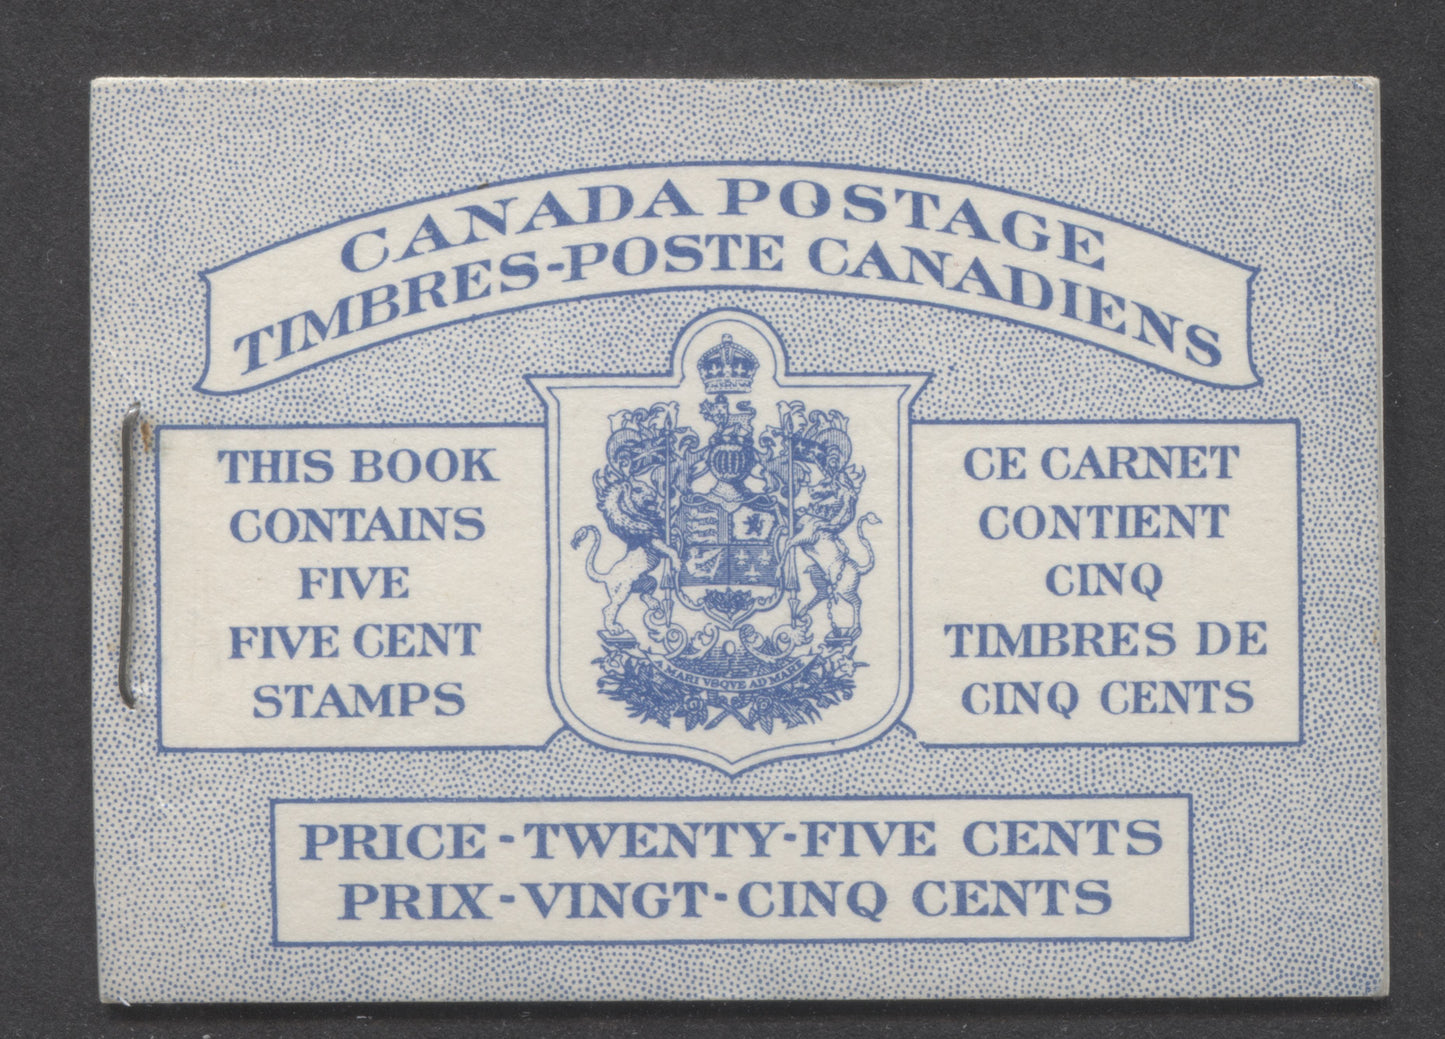 CANADA POSTAGE
TIMBRES-POSTE CANADIENS
THIS BOOK
CONTAINS
FIVE
FIVE CENT
STAMPS
A MARI VSQVE AD MARE
CE CARNET
CONTIENT
CINQ
TIMBRES DE
CINQ CENTS
PRICE-TWENTY-FIVE CENTS
PRIX-VINGT-CINQ CENTS